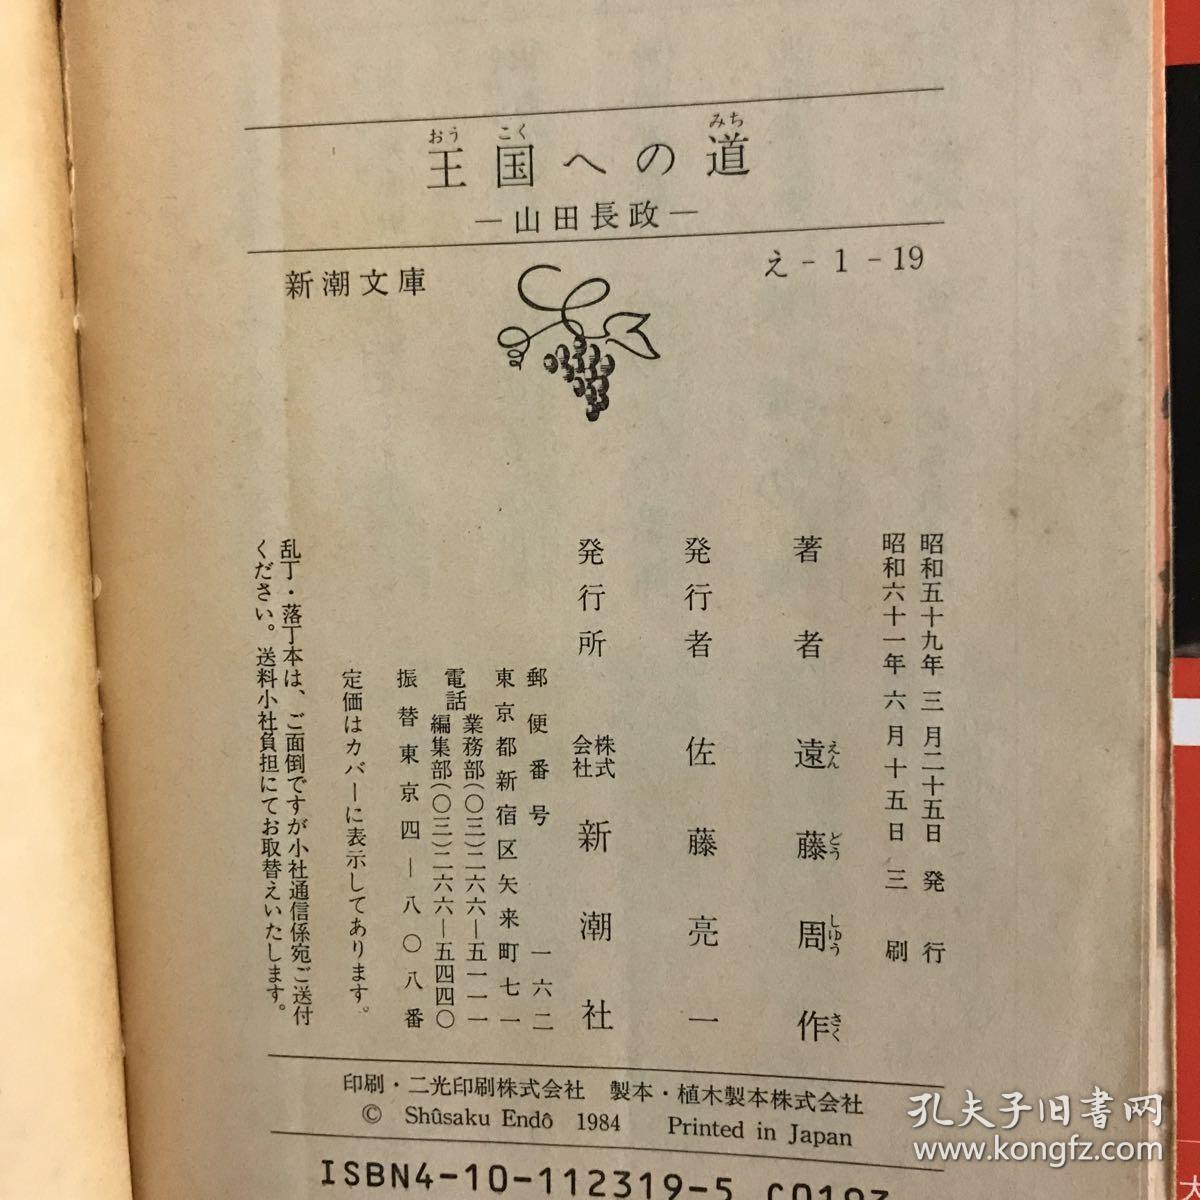 王国への道
おう こく みち
—山田長政—
新潮文庫
え-1-19
昭和五十九年 三月二十五日 発行
昭和六十一年 六月十五日 三刷
著者 遠藤周作
えん どう しゅう さく
発行者 佐藤亮一
発行所 株式会社 新潮社
郵便番号 一六二
東京都新宿区矢来町七一
電話 業務部(〇三)二六六—五一一一
編集部(〇三)二六六—五四四〇
振替東京四—八〇八番
定価はカバーに表示してあります。
乱丁・落丁本は、ご面倒ですが小社通信係宛ご送付
ください。送料小社負担にてお取替えいたします。
印刷・二光印刷株式会社 製本・植木製本株式会社
© Shûsaku Endô 1984 Printed in Japan
ISBN4-10-112319-5 C0193
孔夫子旧書网
www.kongfz.com